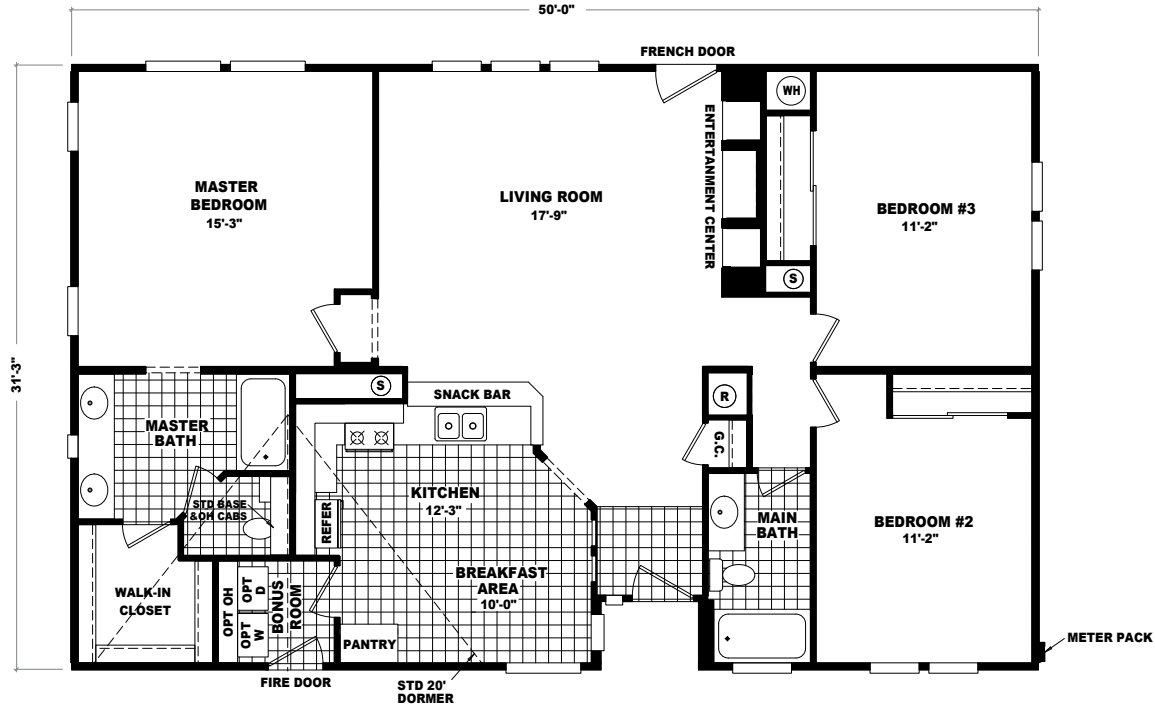 50'-0"
FRENCH DOOR
31'-3"
MASTER
BEDROOM
15'-3"
LIVING ROOM
17'-9"
ENTERTANMENT CENTER
WH
BEDROOM #3
11'-2"
S
S
SNACK BAR
R
G.C.
MASTER
BATH
STD BASE
&OH CABS
KITCHEN
12'-3"
REFER
MAIN
BATH
BEDROOM #2
11'-2"
WALK-IN
CLOSET
OPT OH
OPT
D
OPT
W
BONUS
ROOM
BREAKFAST
AREA
10'-0"
PANTRY
METER PACK
FIRE DOOR
STD 20'
DORMER